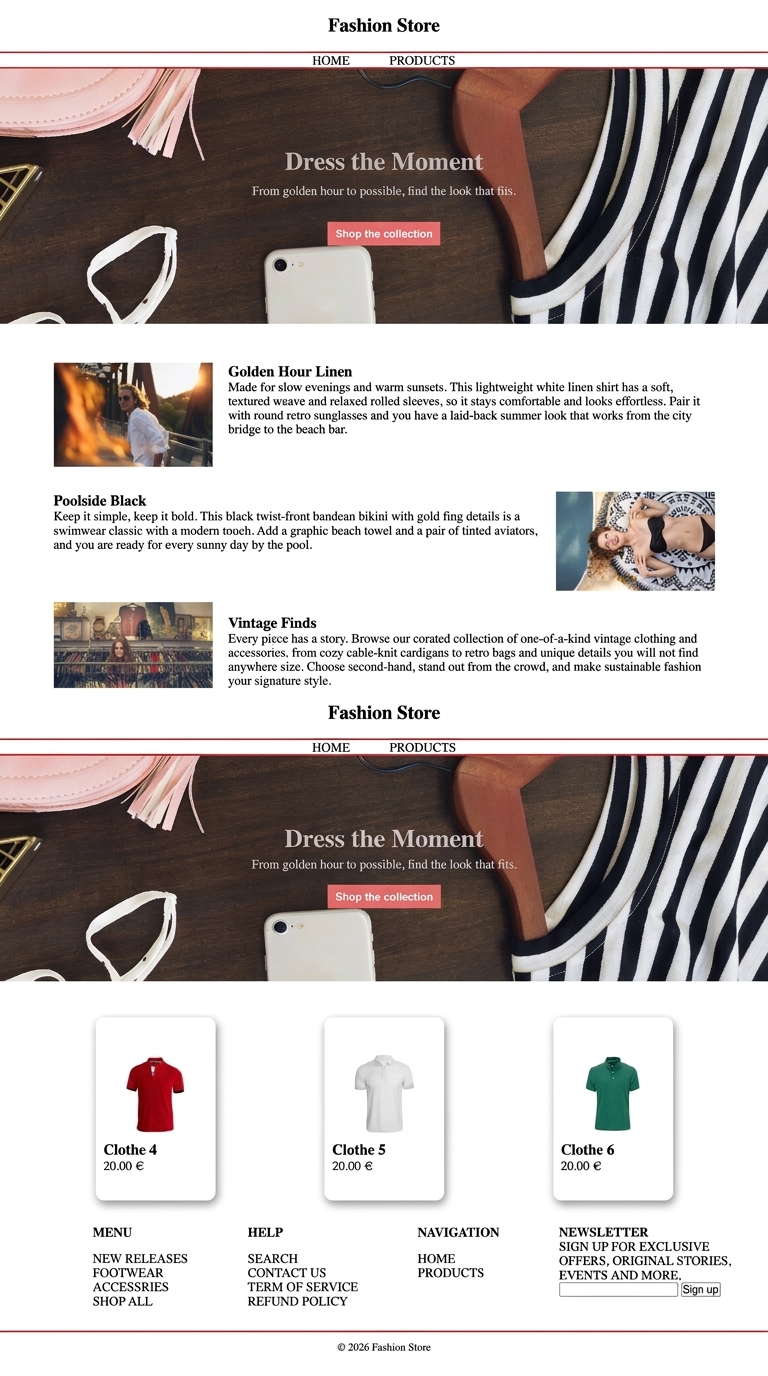 Fashion Store
HOME PRODUCTS
Dress the Moment
From golden hour to possible, find the look that fiis.
Shop the collection
Golden Hour Linen
Made for slow evenings and warm sunsets. This lightweight white linen shirt has a soft,
textured weave and relaxed rolled sleeves, so it stays comfortable and looks effortless. Pair it
with round retro sunglasses and you have a laid-back summer look that works from the city
bridge to the beach bar.
Poolside Black
Keep it simple, keep it bold. This black twist-front bandean bikini with gold fing details is a
swimwear classic with a modern tooeh. Add a graphic beach towel and a pair of tinted aviators,
and you are ready for every sunny day by the pool.
Vintage Finds
Every piece has a story. Browse our corated collection of one-of-a-kind vintage clothing and
accessories, from cozy cable-knit cardigans to retro bags and unique details you will not find
anywhere size. Choose second-hand, stand out from the crowd, and make sustainable fashion
your signature style.
Fashion Store
HOME PRODUCTS
Dress the Moment
From golden hour to possible, find the look that fits.
Shop the collection
Clothe 4
20.00 €
Clothe 5
20.00 €
Clothe 6
20.00 €
MENU
NEW RELEASES
FOOTWEAR
ACCESSRIES
SHOP ALL
HELP
SEARCH
CONTACT US
TERM OF SERVICE
REFUND POLICY
NAVIGATION
HOME
PRODUCTS
NEWSLETTER
SIGN UP FOR EXCLUSIVE
OFFERS, ORIGINAL STORIES,
EVENTS AND MORE.
Sign up
© 2026 Fashion Store